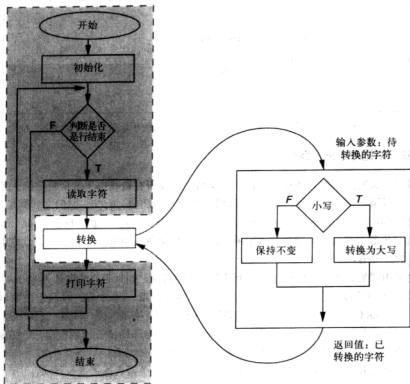 开始
初始化
判断是否
是行结束
F
T
读取字符
转换
打印字符
结束
输入参数：待
转换的字符
小写
F
T
保持不变
转换为大写
返回值：已
转换的字符